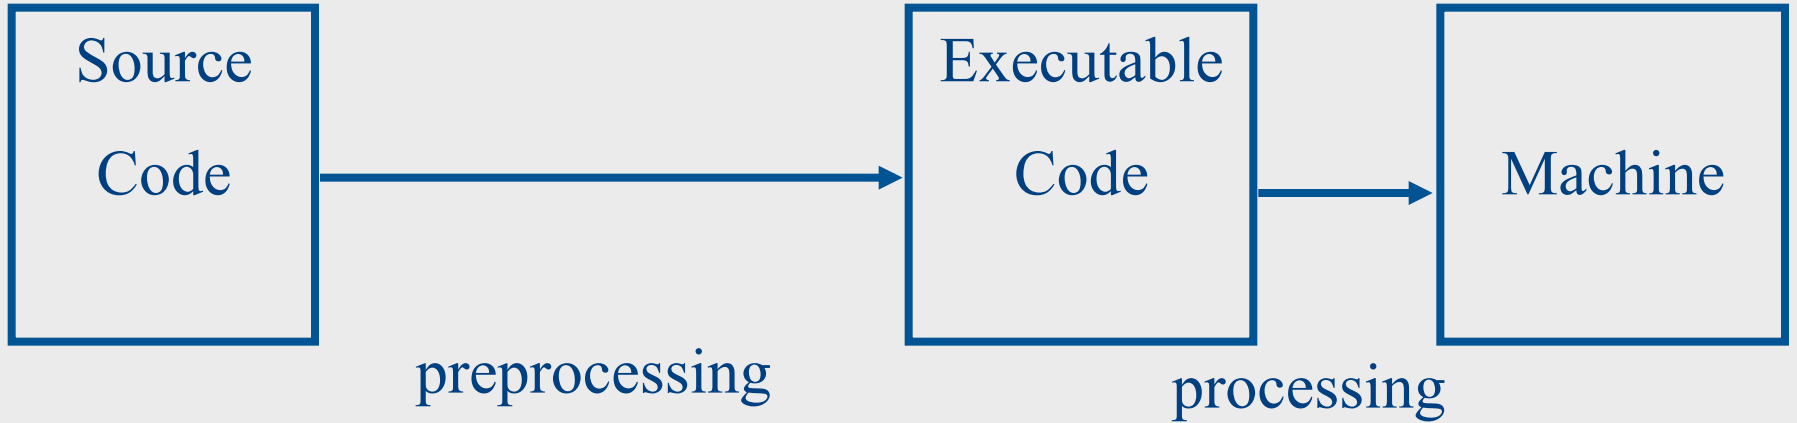 Source
Code
Executable
Code
Machine
preprocessing
processing